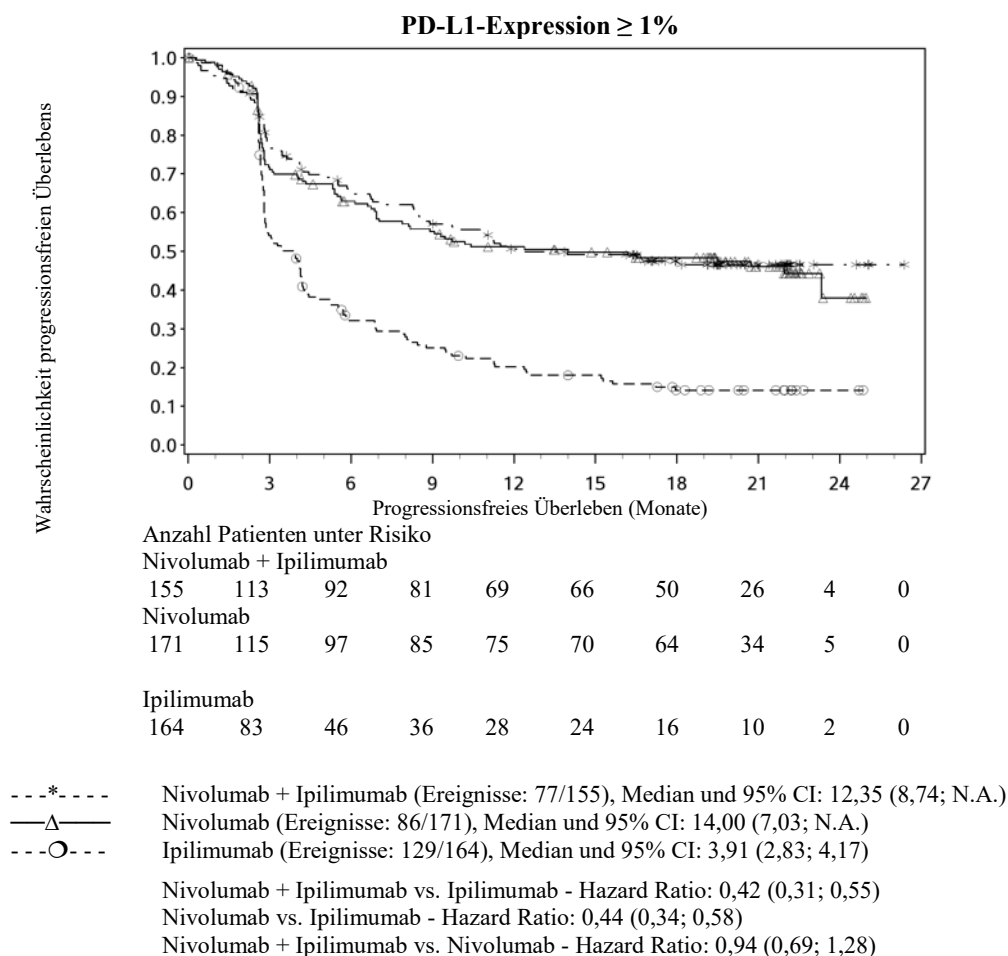 PD-L1-Expression ≥ 1%
Wahrscheinlichkeit progressionsfreien Überlebens
1.0
0.9
0.8
0.7
0.6
0.5
0.4
0.3
0.2
0.1
0.0
0 3 6 9 12 15 18 21 24 27
Progressionsfreies Überleben (Monate)
Anzahl Patienten unter Risiko
Nivolumab + Ipilimumab
155 113 92 81 69 66 50 26 4 0
Nivolumab
171 115 97 85 75 70 64 34 5 0
Ipilimumab
164 83 46 36 28 24 16 10 2 0
- - -*- - - - Nivolumab + Ipilimumab (Ereignisse: 77/155), Median und 95% CI: 12,35 (8,74; N.A.)
──Δ─── Nivolumab (Ereignisse: 86/171), Median und 95% CI: 14,00 (7,03; N.A.)
- - -❍- - - Ipilimumab (Ereignisse: 129/164), Median und 95% CI: 3,91 (2,83; 4,17)
Nivolumab + Ipilimumab vs. Ipilimumab - Hazard Ratio: 0,42 (0,31; 0,55)
Nivolumab vs. Ipilimumab - Hazard Ratio: 0,44 (0,34; 0,58)
Nivolumab + Ipilimumab vs. Nivolumab - Hazard Ratio: 0,94 (0,69; 1,28)